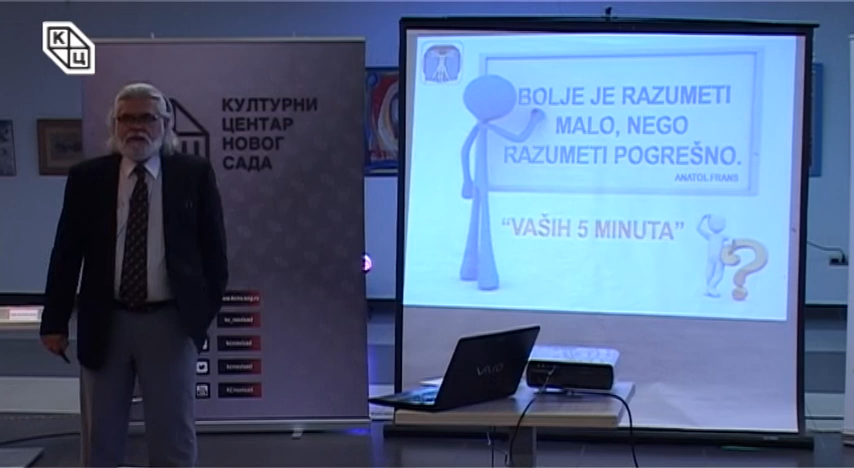 КЦ
КУЛТУРНИ
ЦЕНТАР
НОВОГ
САДА
BOLJE JE RAZUMETI
MALO, NEGO
RAZUMETI POGREŠNO.
ANATOL FRANS
“VAŠIH 5 MINUTA”
?
VAIO